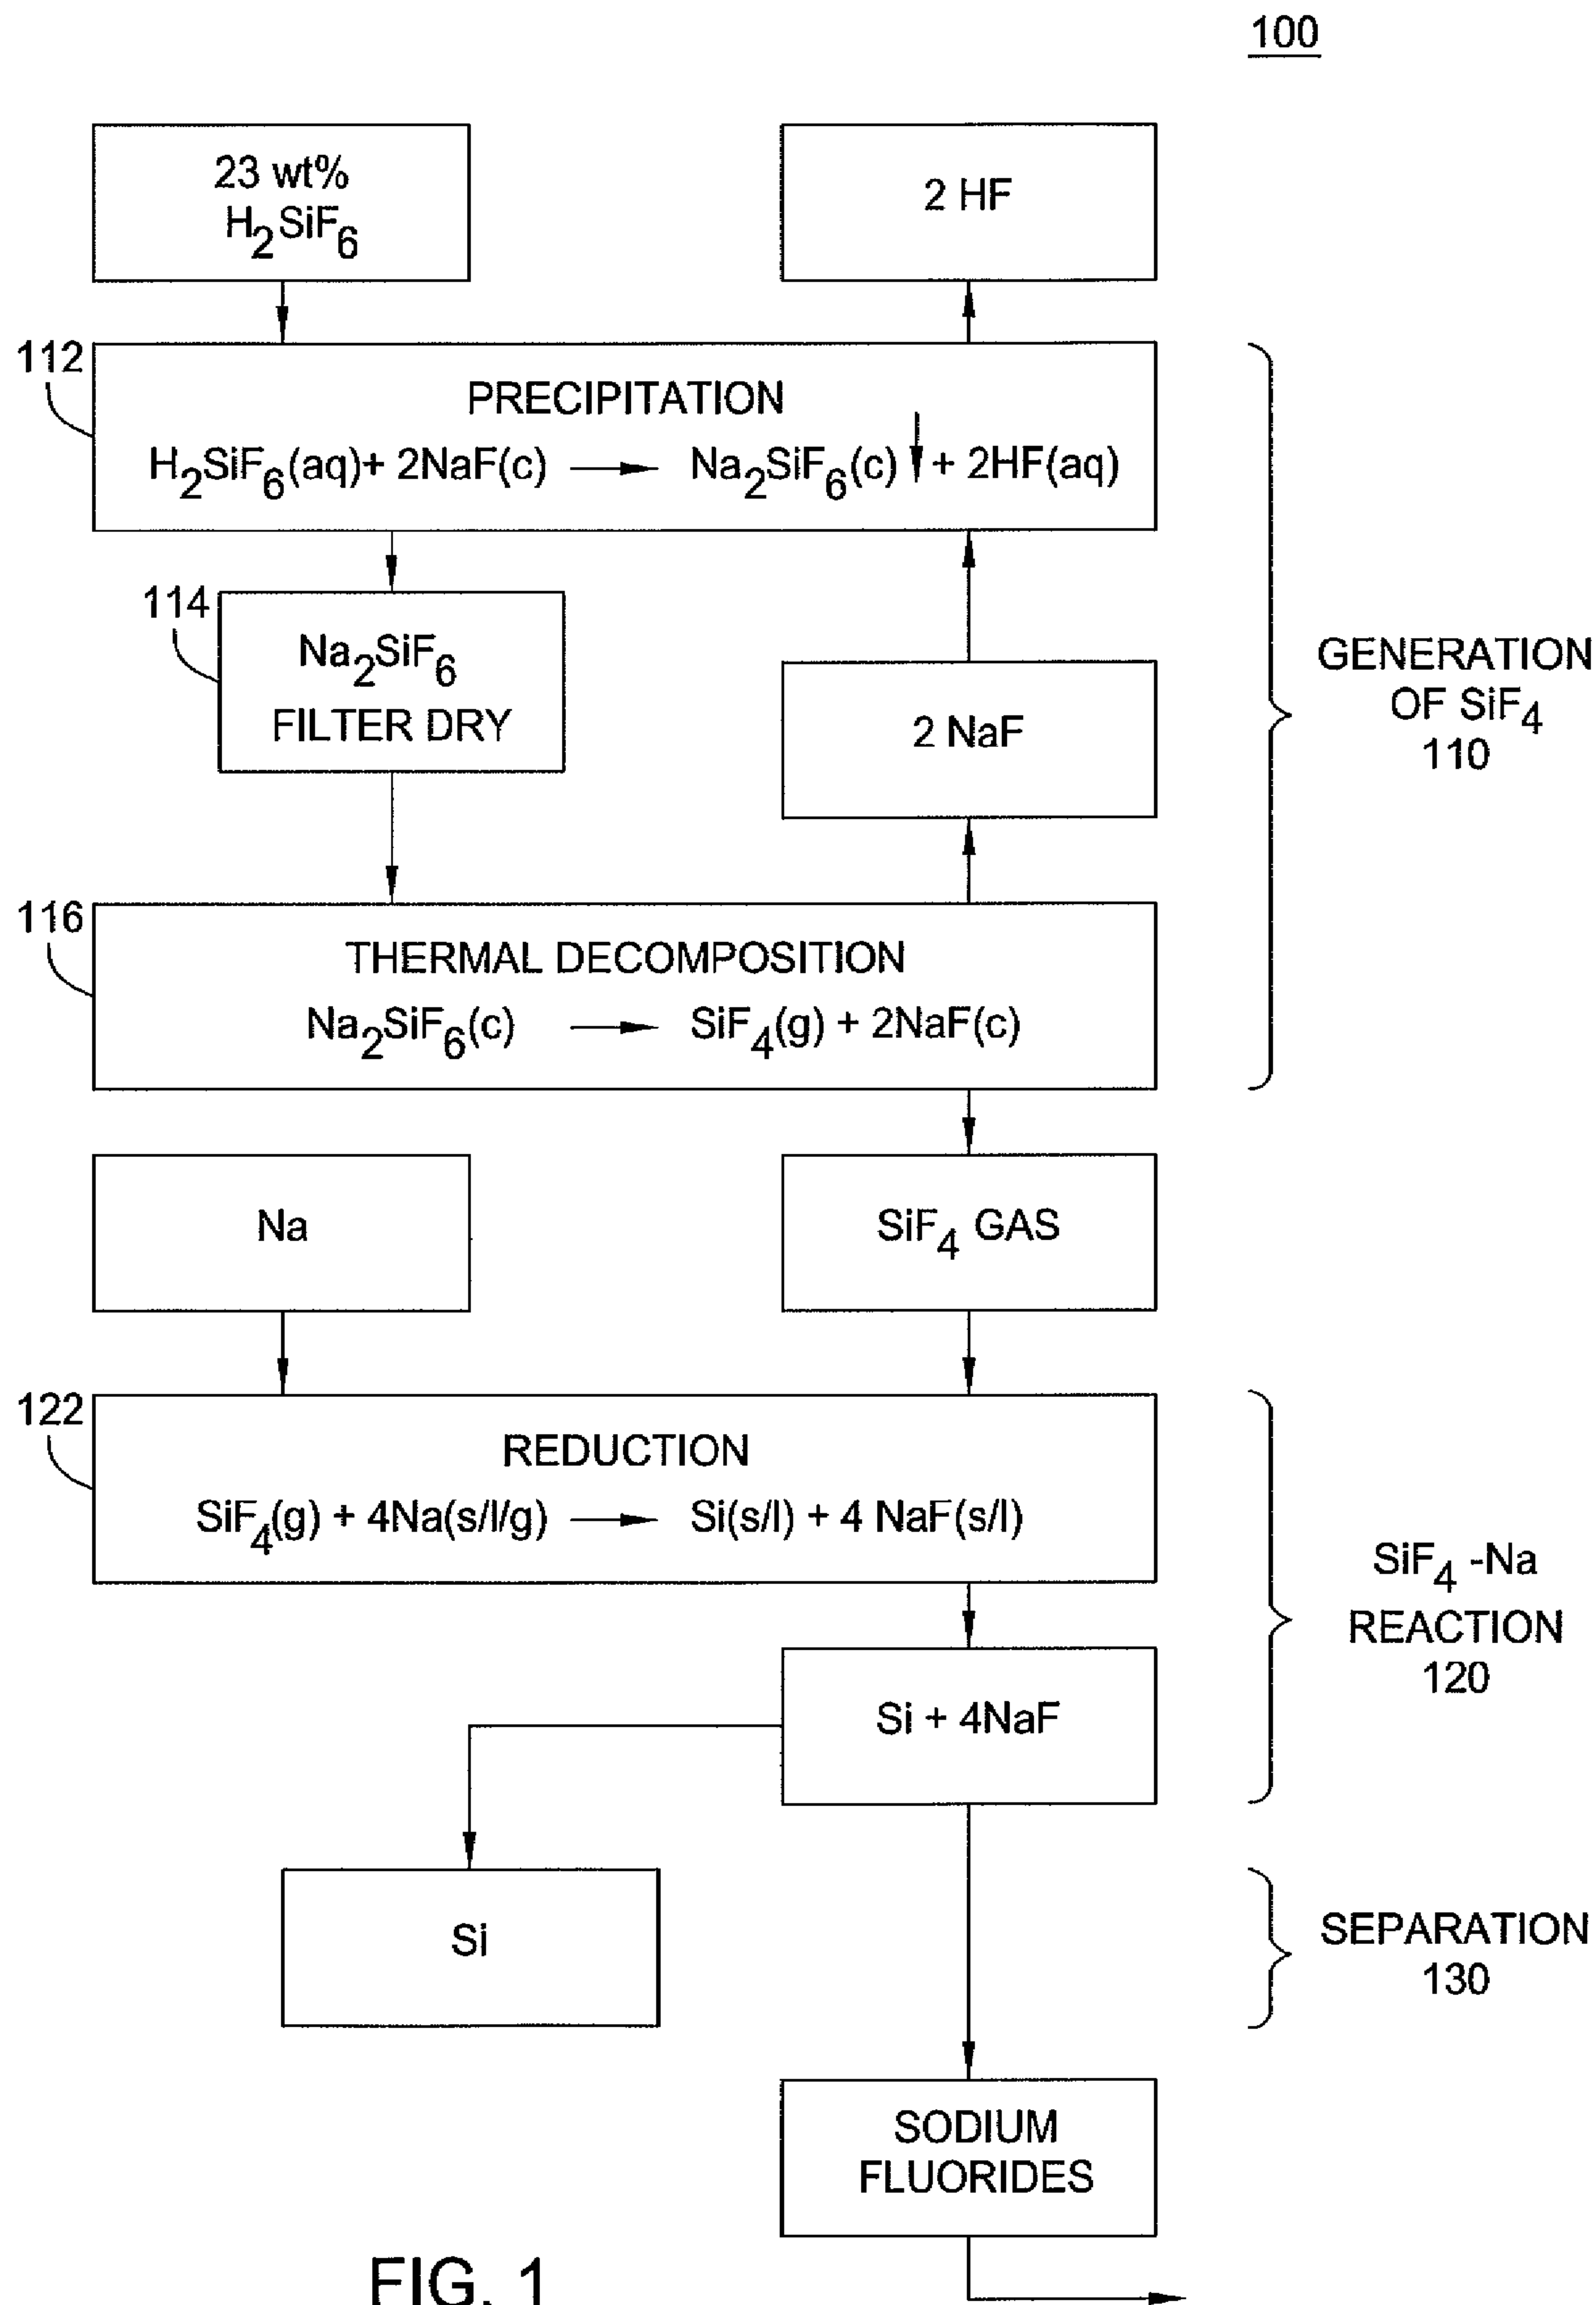 100
23 wt%
H2SiF6
2 HF
112
PRECIPITATION
H2SiF6(aq)+ 2NaF(c) → Na2SiF6(c) ↓ + 2HF(aq)
114
Na2SiF6
FILTER DRY
2 NaF
GENERATION
OF SiF4
110
116
THERMAL DECOMPOSITION
Na2SiF6(c) → SiF4(g) + 2NaF(c)
Na
SiF4 GAS
122
REDUCTION
SiF4(g) + 4Na(s/l/g) → Si(s/l) + 4 NaF(s/l)
SiF4 -Na
REACTION
120
Si + 4NaF
Si
SEPARATION
130
SODIUM
FLUORIDES
FIG. 1